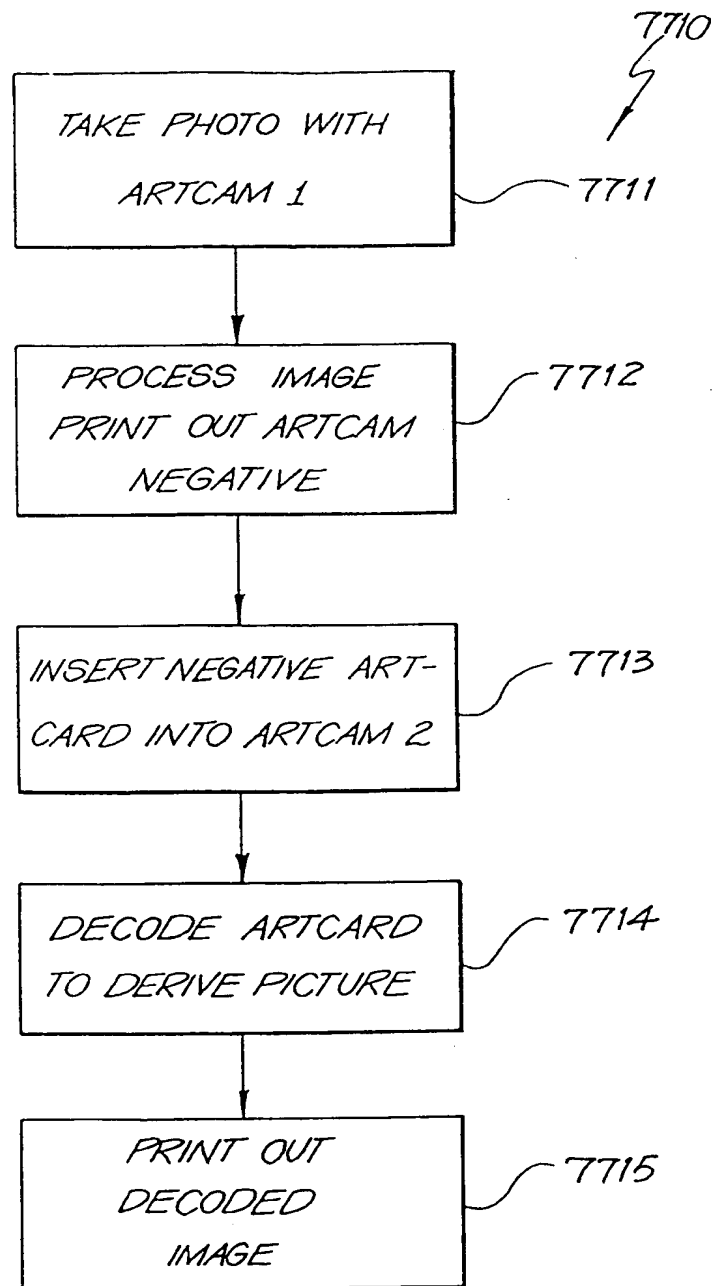 7710
TAKE PHOTO WITH
ARTCAM 1
7711
PROCESS IMAGE
PRINT OUT ARTCAM
NEGATIVE
7712
INSERT NEGATIVE ART-
CARD INTO ARTCAM 2
7713
DECODE ARTCARD
TO DERIVE PICTURE
7714
PRINT OUT
DECODED
IMAGE
7715